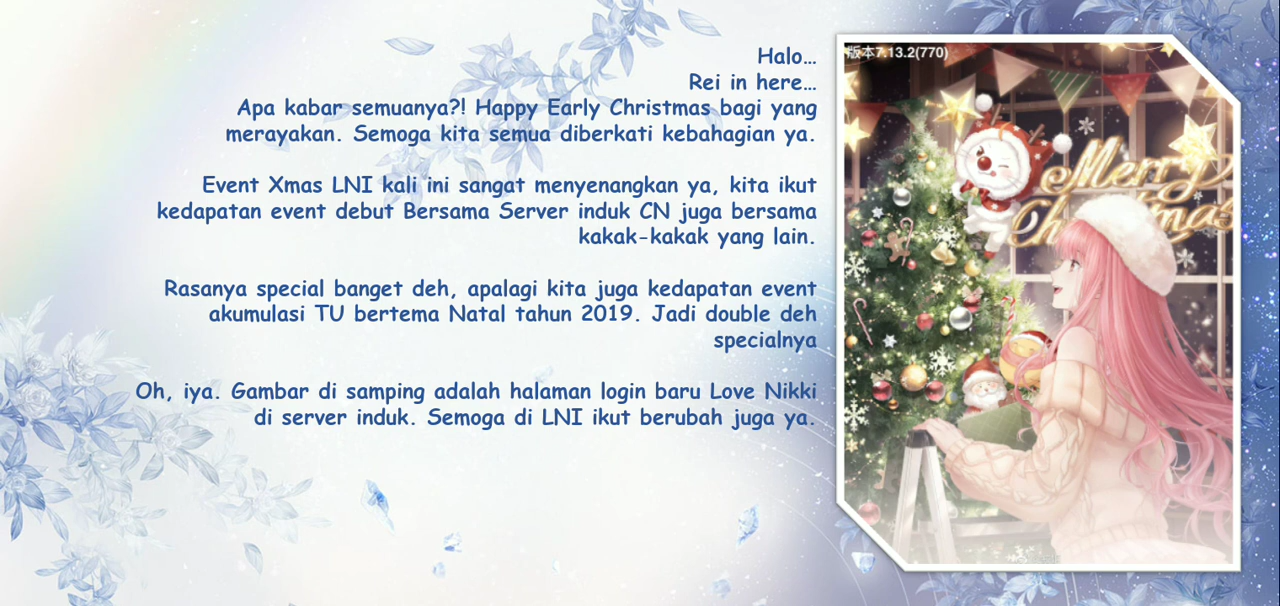 Halo...
Rei in here...
Apa kabar semuanya?! Happy Early Christmas bagi yang
merayakan. Semoga kita semua diberkati kebahagian ya.
Event Xmas LNI kali ini sangat menyenangkan ya, kita ikut
kedapatan event debut Bersama Server induk CN juga bersama
kakak-kakak yang lain.
Rasanya special banget deh, apalagi kita juga kedapatan event
akumulasi TU bertema Natal tahun 2019. Jadi double deh
specialnya
Oh, iya. Gambar di samping adalah halaman login baru Love Nikki
di server induk. Semoga di LNI ikut berubah juga ya.
版本7.13.2(770)
Merry
Christmas